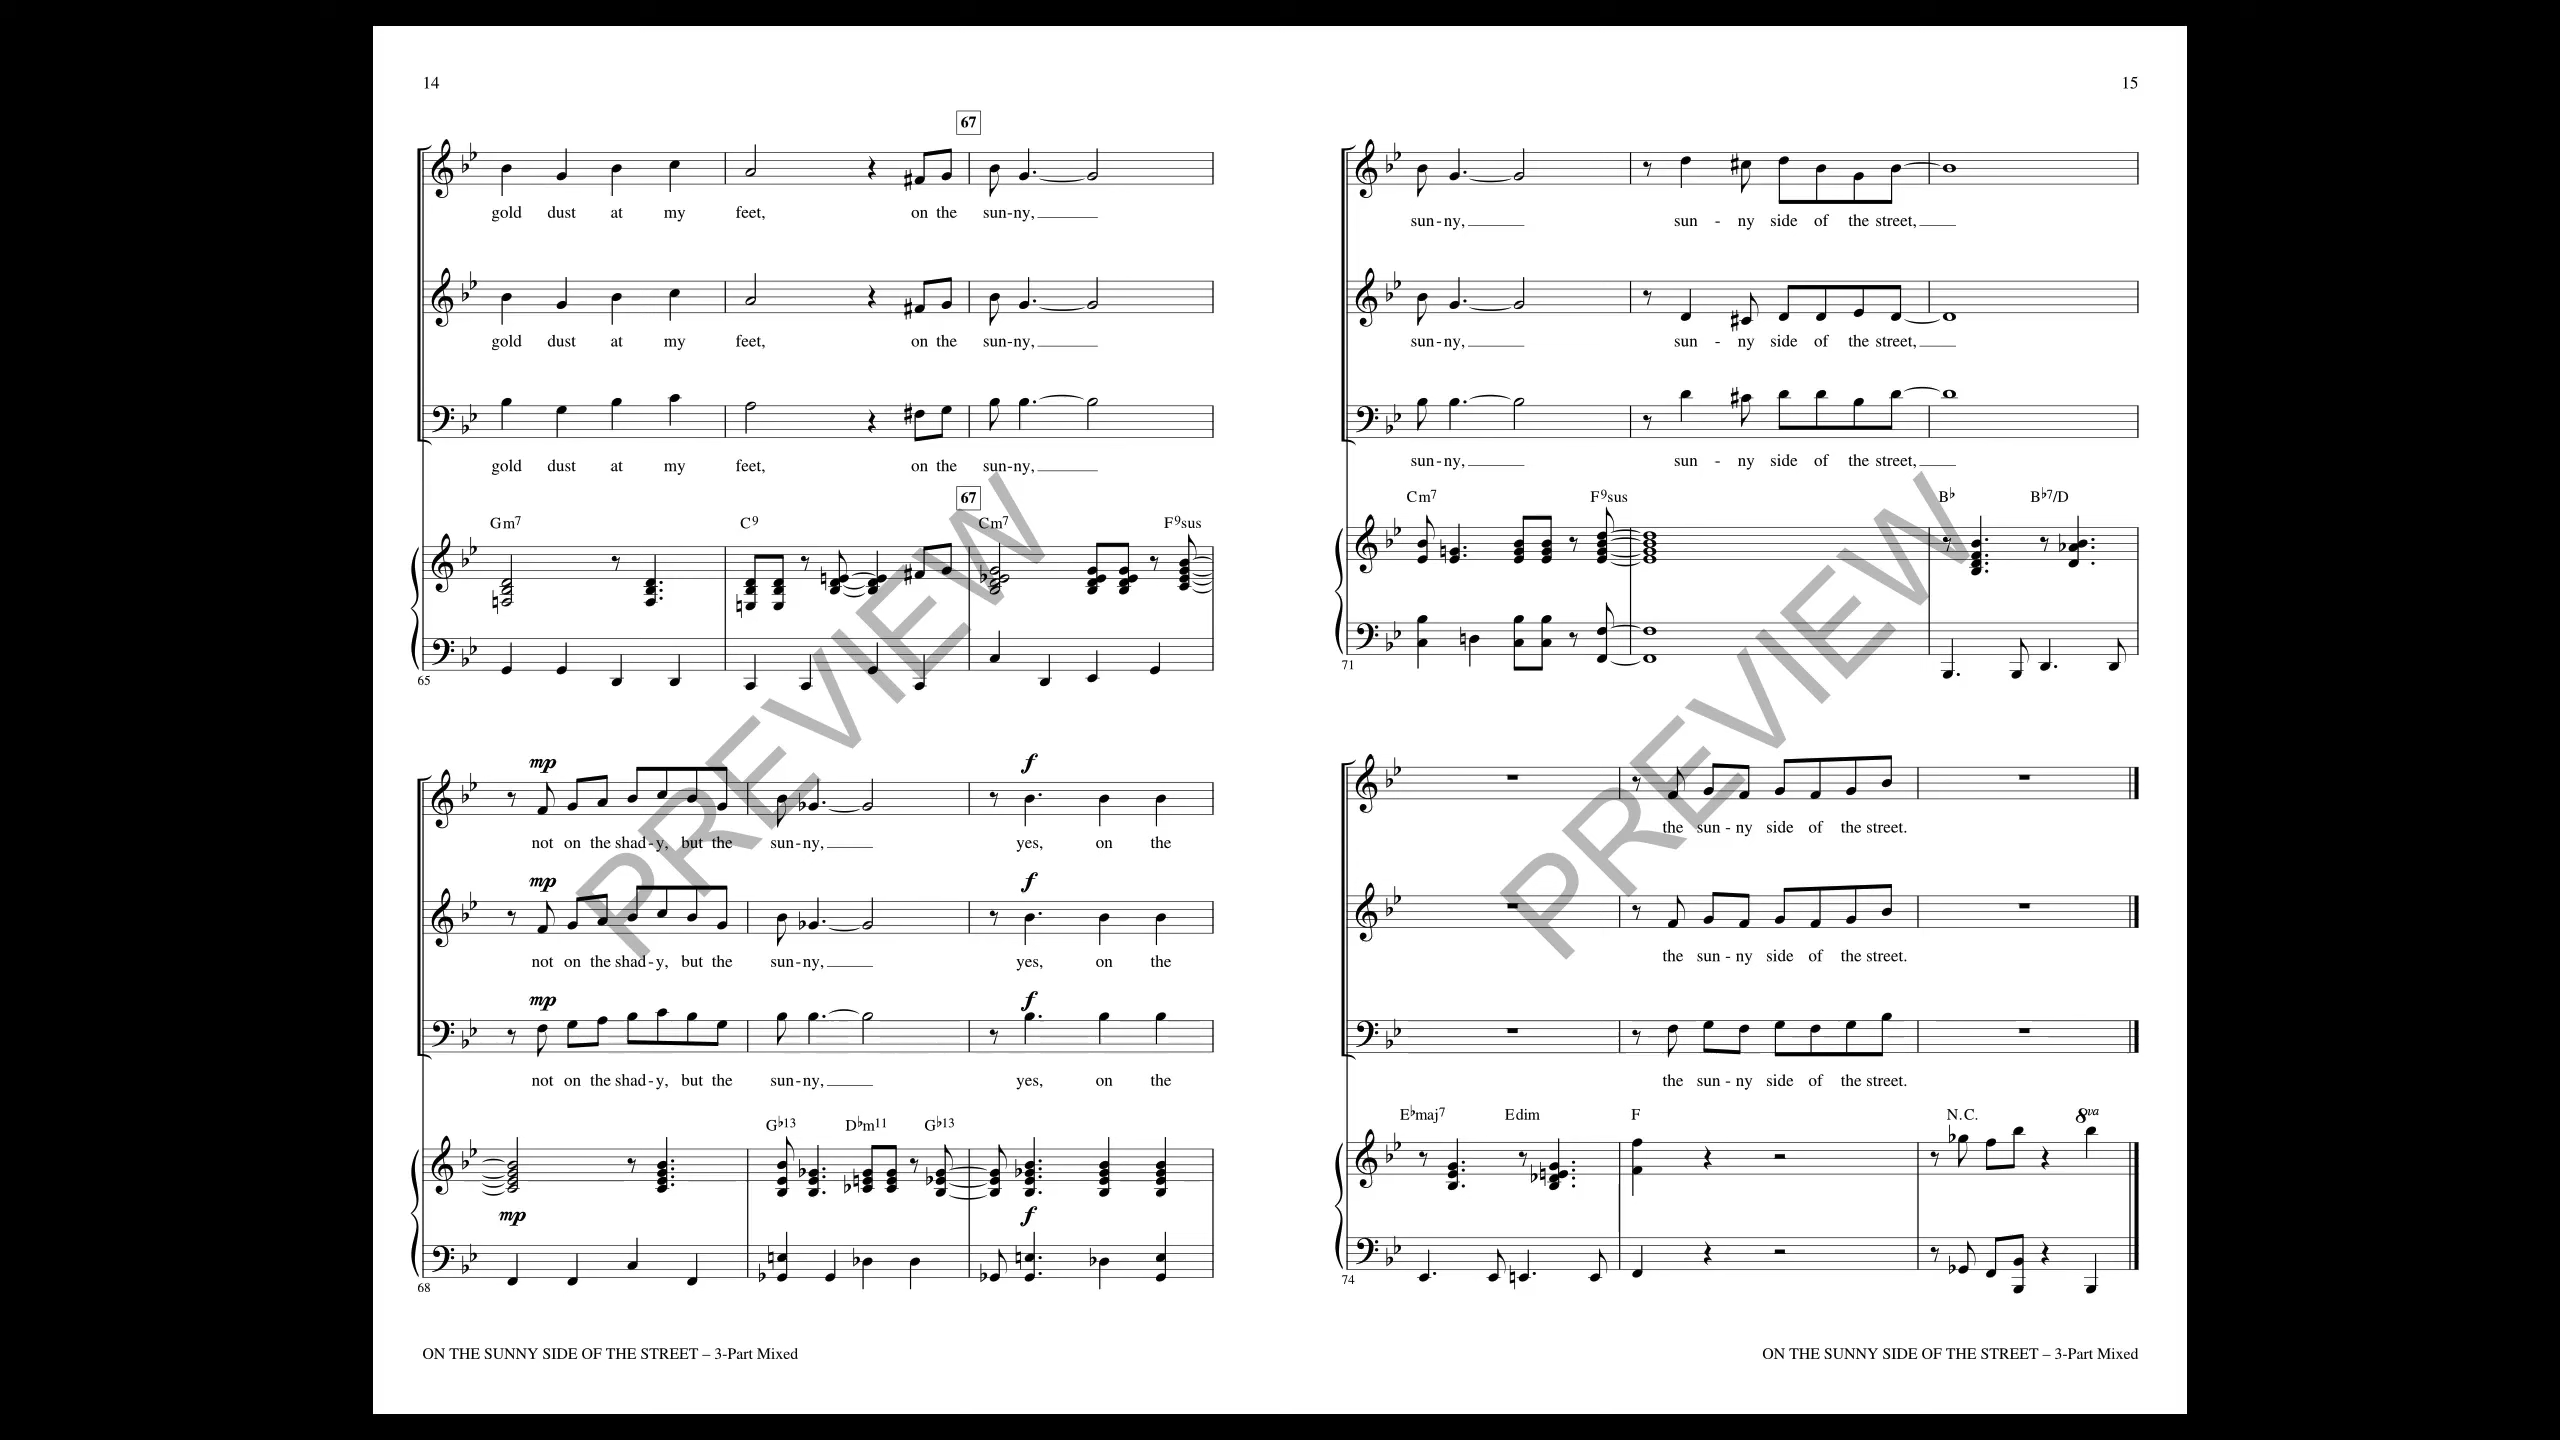 14
67
gold dust at my feet, on the sun-ny,
gold dust at my feet, on the sun-ny,
gold dust at my feet, on the sun-ny,
67
Gm7 C9 Cm7 F9sus
65
mp f
not on the shad-y, but the sun-ny, yes, on the
mp f
not on the shad-y, but the sun-ny, yes, on the
mp f
not on the shad-y, but the sun-ny, yes, on the
G♭13 D♭m11 G♭13
mp f
68
ON THE SUNNY SIDE OF THE STREET – 3-Part Mixed
PREVIEW
15
sun-ny, sun - ny side of the street,
sun-ny, sun - ny side of the street,
sun-ny, sun - ny side of the street,
Cm7 F9sus B♭ B♭7/D
71
the sun - ny side of the street.
the sun - ny side of the street.
the sun - ny side of the street.
E♭maj7 Edim F N.C. 8va
74
ON THE SUNNY SIDE OF THE STREET – 3-Part Mixed
PREVIEW